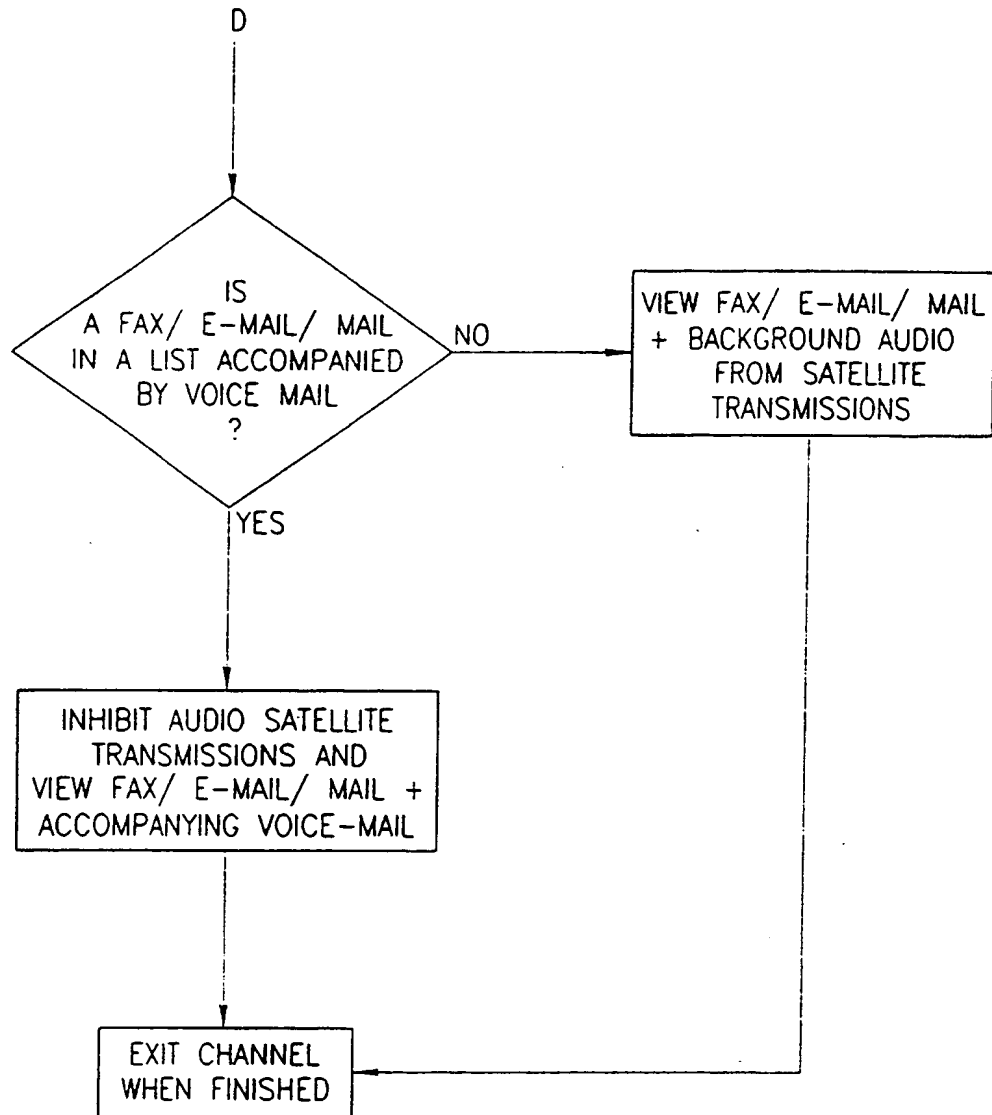 D
IS
A FAX/ E-MAIL/ MAIL
IN A LIST ACCOMPANIED
BY VOICE MAIL
?
NO
VIEW FAX/ E-MAIL/ MAIL
+ BACKGROUND AUDIO
FROM SATELLITE
TRANSMISSIONS
YES
INHIBIT AUDIO SATELLITE
TRANSMISSIONS AND
VIEW FAX/ E-MAIL/ MAIL +
ACCOMPANYING VOICE-MAIL
EXIT CHANNEL
WHEN FINISHED